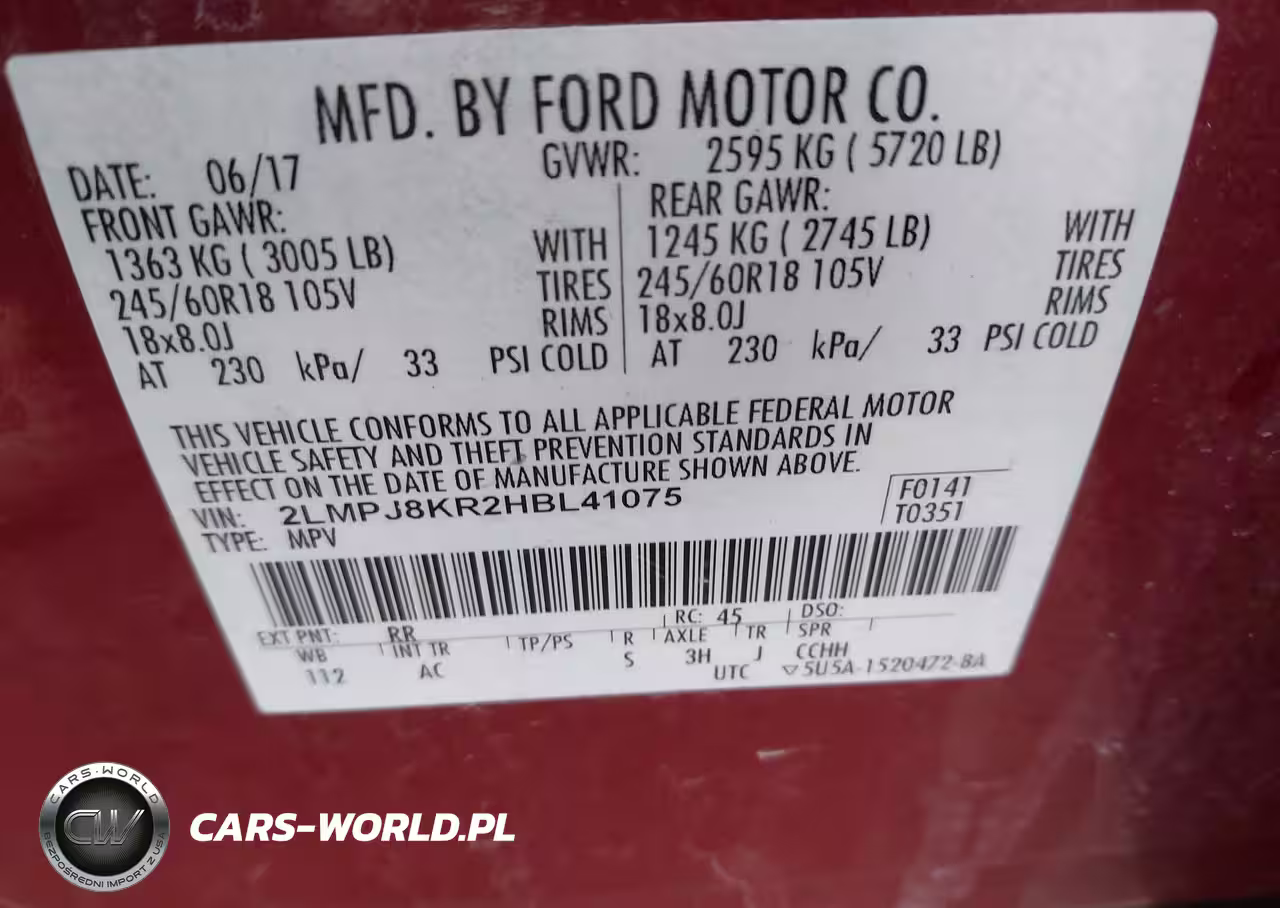 MFD. BY FORD MOTOR CO.
DATE: 06/17 GVWR: 2595 KG ( 5720 LB)
FRONT GAWR: REAR GAWR:
1363 KG ( 3005 LB) WITH 1245 KG ( 2745 LB) WITH
245/60R18 105V TIRES 245/60R18 105V TIRES
18x8.0J RIMS 18x8.0J RIMS
AT 230 kPa/ 33 PSI COLD AT 230 kPa/ 33 PSI COLD
THIS VEHICLE CONFORMS TO ALL APPLICABLE FEDERAL MOTOR
VEHICLE SAFETY AND THEFT PREVENTION STANDARDS IN
EFFECT ON THE DATE OF MANUFACTURE SHOWN ABOVE.
VIN: 2LMPJ8KR2HBL41075 F0141
TYPE: MPV T0351
EXT PNT: RR RC: 45 DSO:
WB INT TR TP/PS R AXLE TR SPR
112 AC S 3H J CCHH
UTC ▽5U5A-1520472-BA
CARS-WORLD
CW
BEZPOŚREDNI IMPORT Z USA
CARS-WORLD.PL